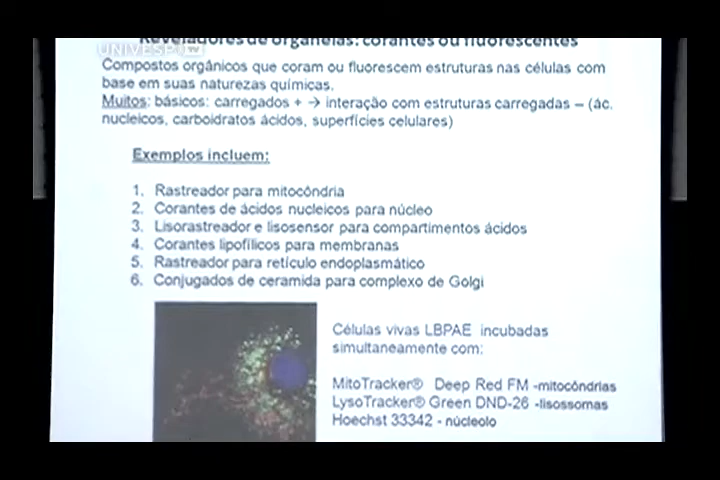 Reveladores de organelas: corantes ou fluorescentes
UNIVESP TV
Compostos orgânicos que coram ou fluorescem estruturas nas células com
base em suas naturezas químicas.
Muitos: básicos: carregados + → interação com estruturas carregadas – (ác.
nucleicos, carboidratos ácidos, superfícies celulares)
Exemplos incluem:
1. Rastreador para mitocôndria
2. Corantes de ácidos nucleicos para núcleo
3. Lisorastreador e lisosensor para compartimentos ácidos
4. Corantes lipofílicos para membranas
5. Rastreador para retículo endoplasmático
6. Conjugados de ceramida para complexo de Golgi
Células vivas LBPAE incubadas
simultaneamente com:
MitoTracker® Deep Red FM -mitocôndrias
LysoTracker® Green DND-26 -lisossomas
Hoechst 33342 - núcleolo